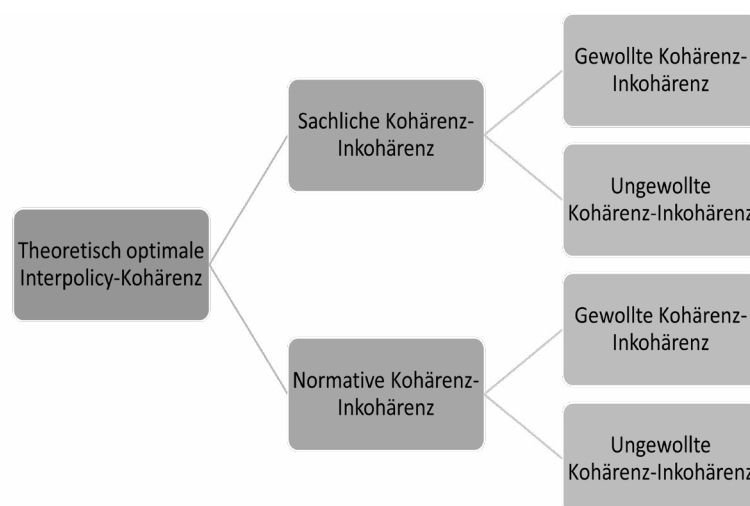 Theoretisch optimale
Interpolicy-Kohärenz
Sachliche Kohärenz-
Inkohärenz
Gewollte Kohärenz-
Inkohärenz
Ungewollte
Kohärenz-Inkohärenz
Normative Kohärenz-
Inkohärenz
Gewollte Kohärenz-
Inkohärenz
Ungewollte
Kohärenz-Inkohärenz